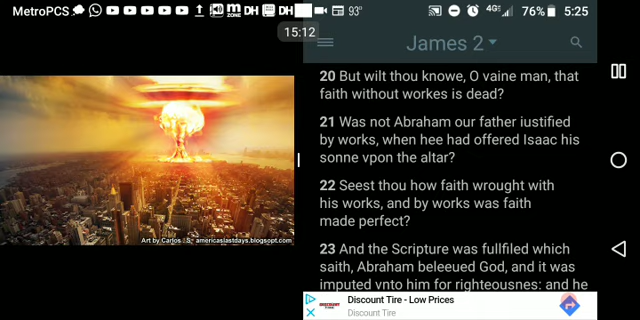 MetroPCS DH DH 93° 4G 76% 5:25
15:12
James 2
20 But wilt thou knowe, O vaine man, that
faith without workes is dead?
21 Was not Abraham our father iustified
by works, when hee had offered Isaac his
sonne vpon the altar?
22 Seest thou how faith wrought with
his works, and by works was faith
made perfect?
23 And the Scripture was fullfiled which
saith, Abraham beleeued God, and it was
imputed vnto him for righteousnes: and he
Art by Carlos .S.. americaslastdays.blogsopt.com
Discount Tire - Low Prices
Discount Tire